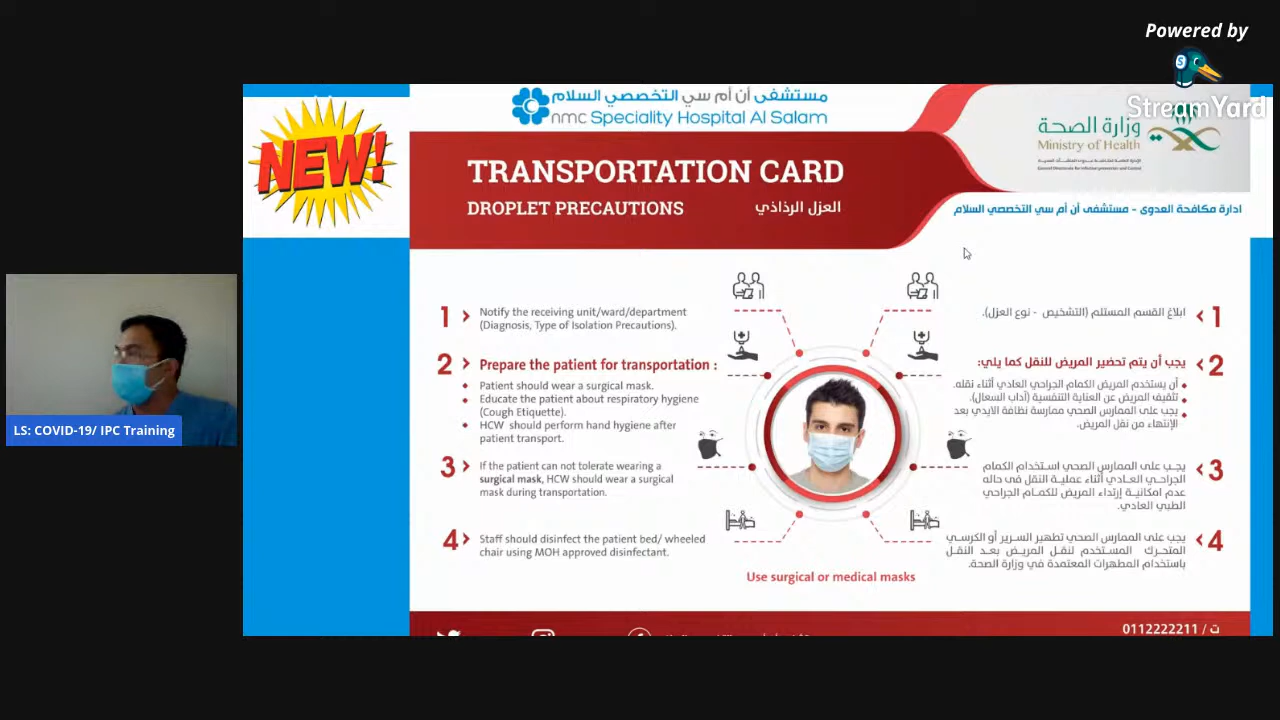 Powered by
StreamYard
NEW!
مستشفى أن أم سي التخصصي السلام
nmc Speciality Hospital Al Salam
وزارة الصحة
Ministry of Health
TRANSPORTATION CARD
DROPLET PRECAUTIONS
العزل الرذاذي
ادارة مكافحة العدوى - مستشفى أن أم سي التخصصي السلام
1 Notify the receiving unit/ward/department
(Diagnosis, Type of Isolation Precautions).
2 Prepare the patient for transportation :
Patient should wear a surgical mask.
Educate the patient about respiratory hygiene
(Cough Etiquette).
HCW should perform hand hygiene after
patient transport.
3 If the patient can not tolerate wearing a
surgical mask, HCW should wear a surgical
mask during transportation.
4 Staff should disinfect the patient bed/ wheeled
chair using MOH approved disinfectant.
1 ابلاغ القسم المستلم (التشخيص - نوع العزل).
2 يجب أن يتم تحضير المريض للنقل كما يلي:
أن يستخدم المريض الكمام الجراحي العادي أثناء نقله.
تثقيف المريض عن العناية التنفسية (آداب السعال).
يجب على الممارس الصحي ممارسة نظافة الايدي بعد
الإنتهاء من نقل المريض.
3 يجب على الممارس الصحي استخدام الكمام
الجراحي العادي أثناء عملية النقل في حاله
عدم امكانية إرتداء المريض للكمام الجراحي
الطبي العادي.
4 يجب على الممارس الصحي تطهير السرير أو الكرسي
المتحرك المستخدم لنقل المريض بعد النقل
باستخدام المطهرات المعتمدة في وزارة الصحة.
Use surgical or medical masks
ت / 0112222211
LS: COVID-19/ IPC Training